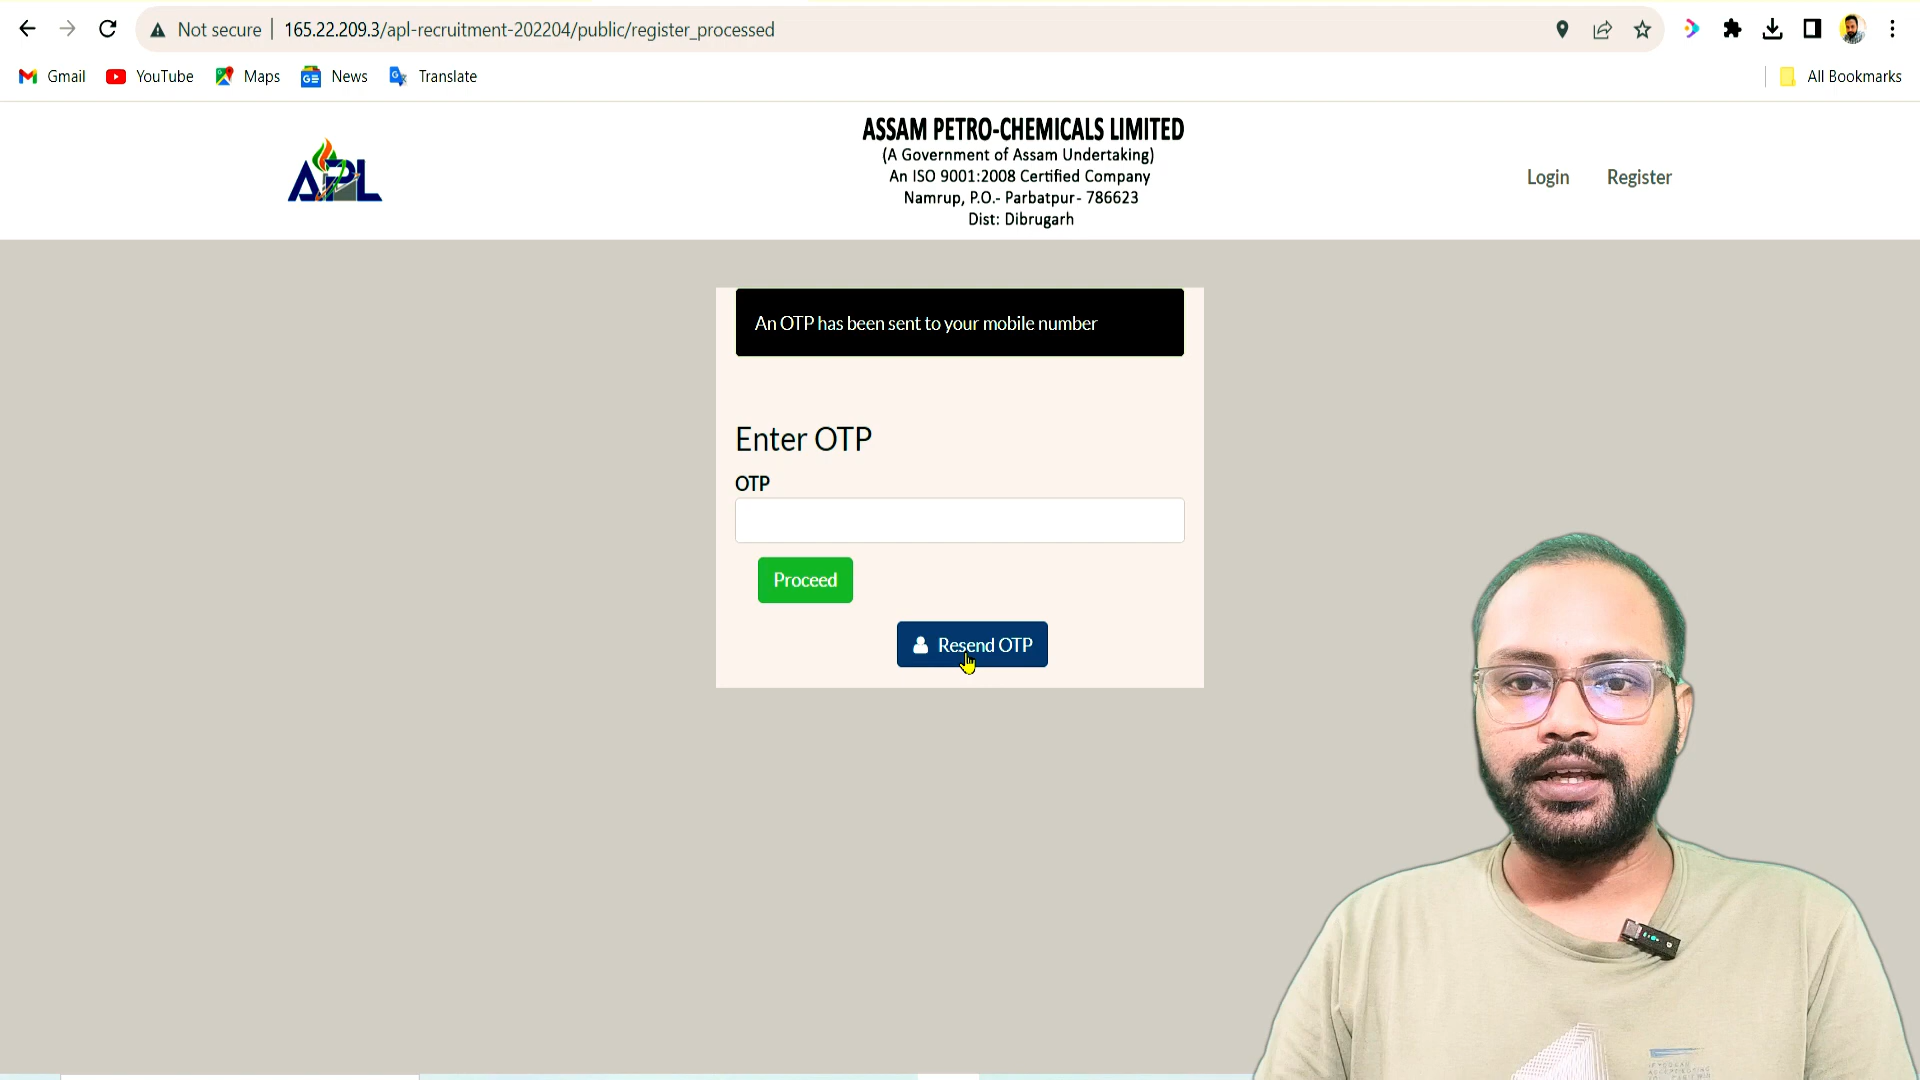 Not secure
165.22.209.3/apl-recruitment-202204/public/register_processed
Gmail
YouTube
Maps
News
Translate
All Bookmarks
APL
ASSAM PETRO-CHEMICALS LIMITED
(A Government of Assam Undertaking)
An ISO 9001:2008 Certified Company
Namrup, P.O.- Parbatpur- 786623
Dist: Dibrugarh
Login
Register
An OTP has been sent to your mobile number
Enter OTP
OTP
Proceed
Resend OTP